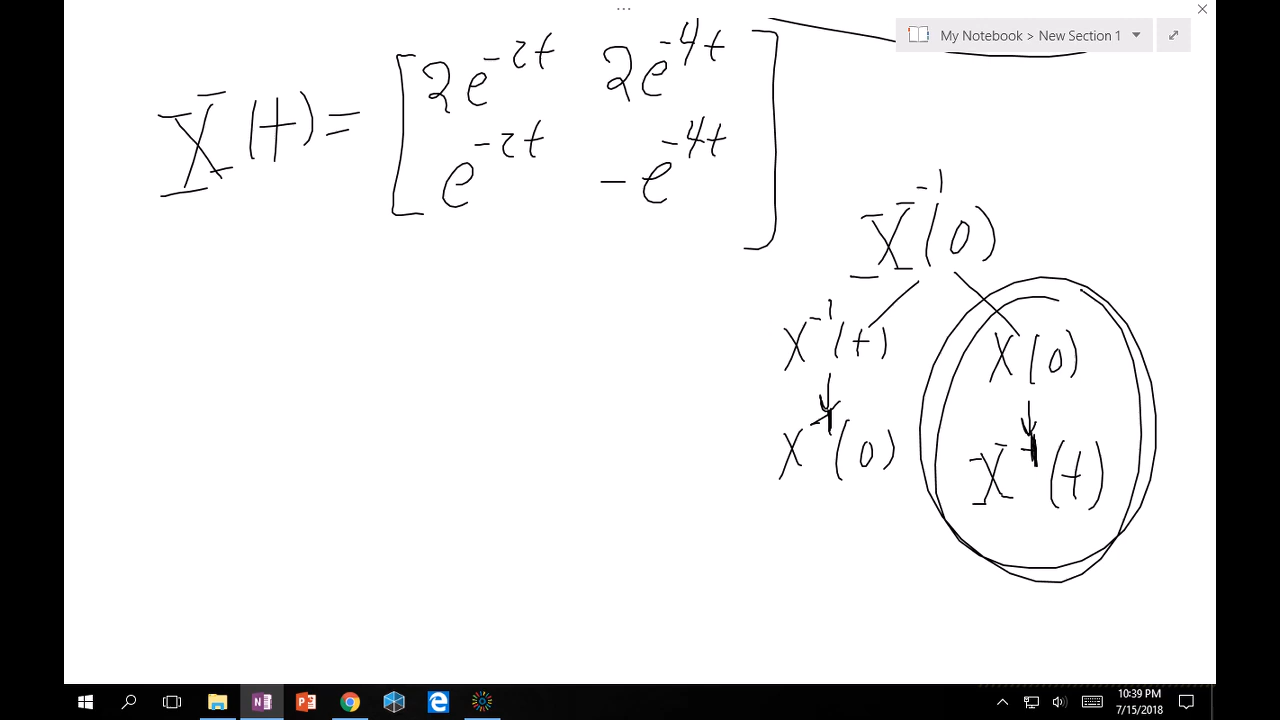 My Notebook > New Section 1
X(t) = [ 2e^{-2t} 2e^{-4t}
e^{-2t} -e^{-4t} ]
X^{-1}(0)
X^{-1}(t) X(0)
X^{-1}(0) X^{-1}(t)
10:39 PM
7/15/2018